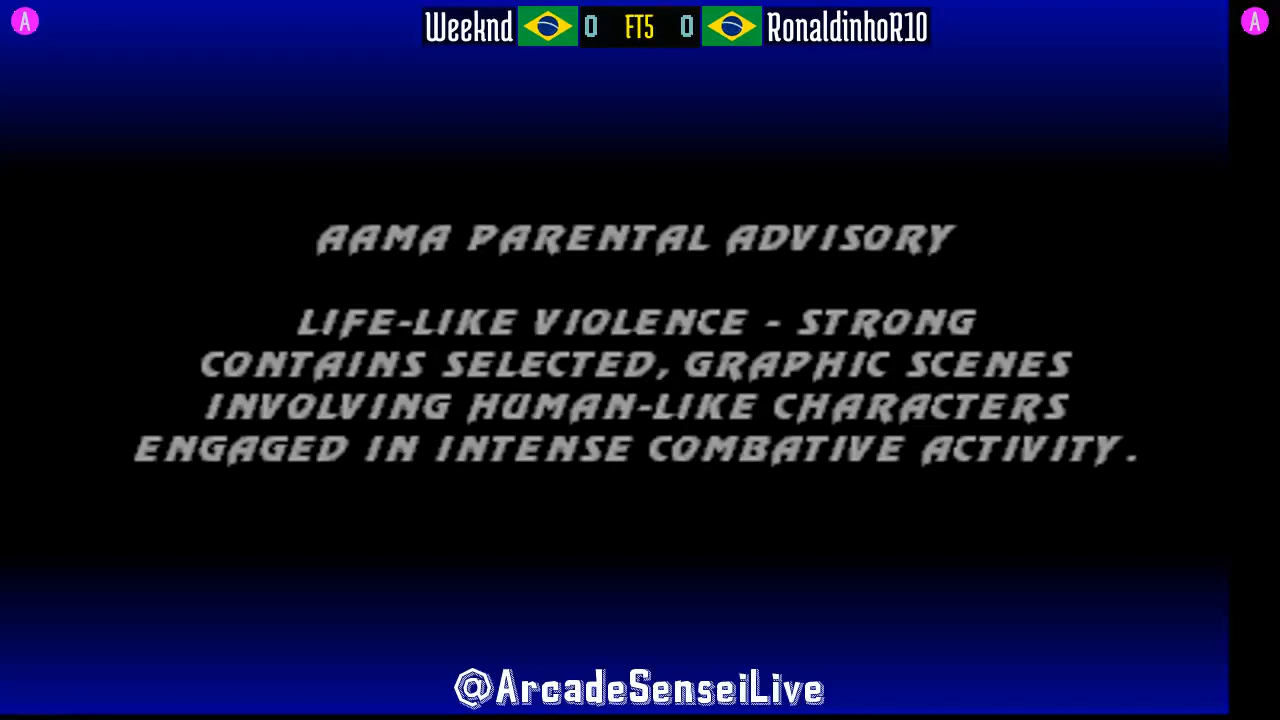 A
Weeknd 0 FT5 0 RonaldinhoR10
A
AAMA PARENTAL ADVISORY
LIFE-LIKE VIOLENCE - STRONG
CONTAINS SELECTED, GRAPHIC SCENES
INVOLVING HUMAN-LIKE CHARACTERS
ENGAGED IN INTENSE COMBATIVE ACTIVITY.
@ArcadeSenseiLive